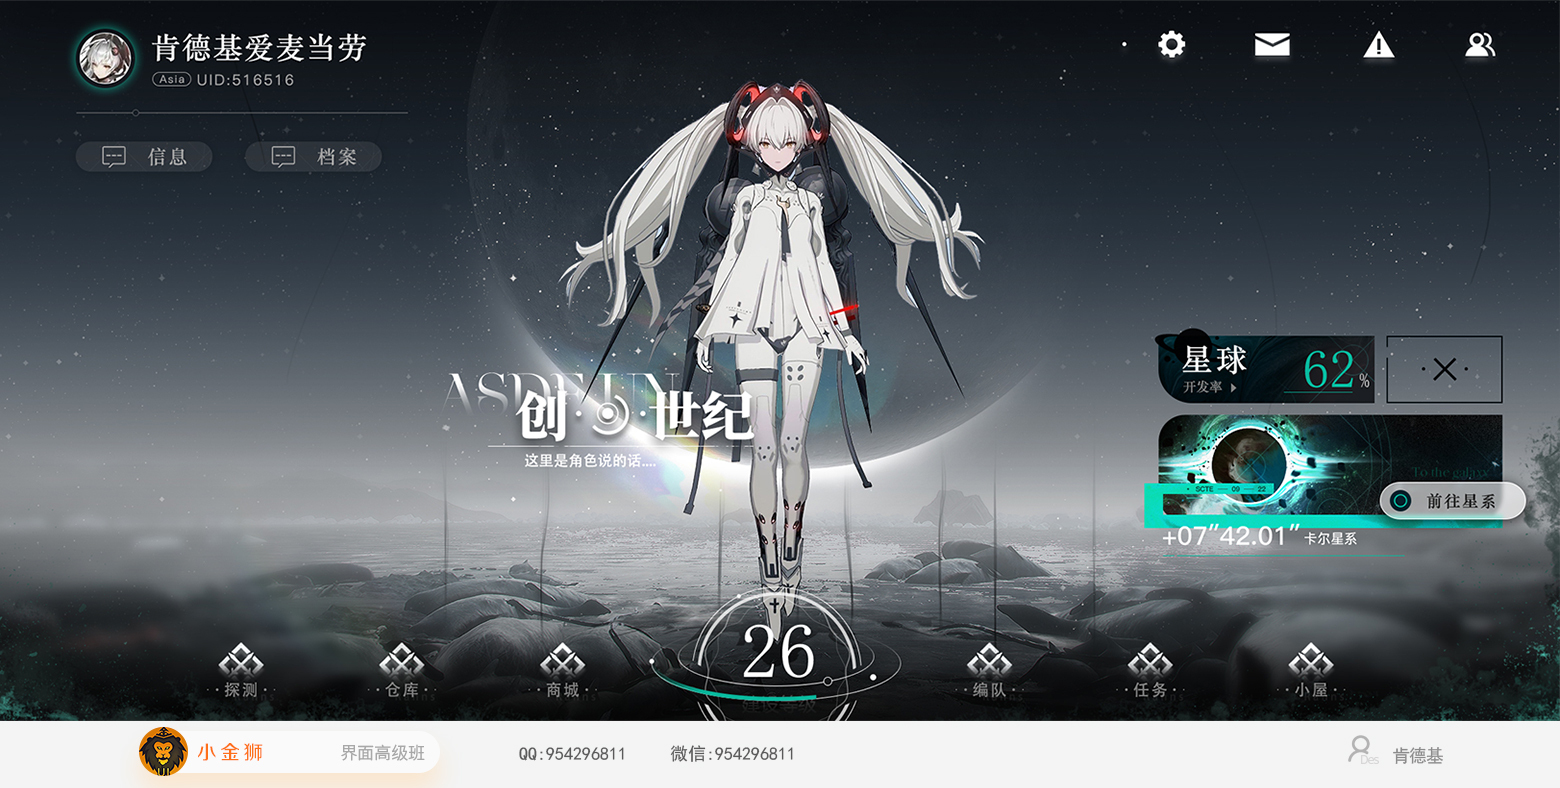 肯德基爱麦当劳
Asia UID:516516
信息
档案
ASDFUN
创世纪
这里是角色说的话....
星球
开发率
62%
To the galaxy
SCTE — 09 — 22
前往星系
+07″42.01″ 卡尔星系
探测
仓库
商城
26
编队
任务
小屋
小金狮
界面高级班
QQ:954296811
微信:954296811
Des
肯德基